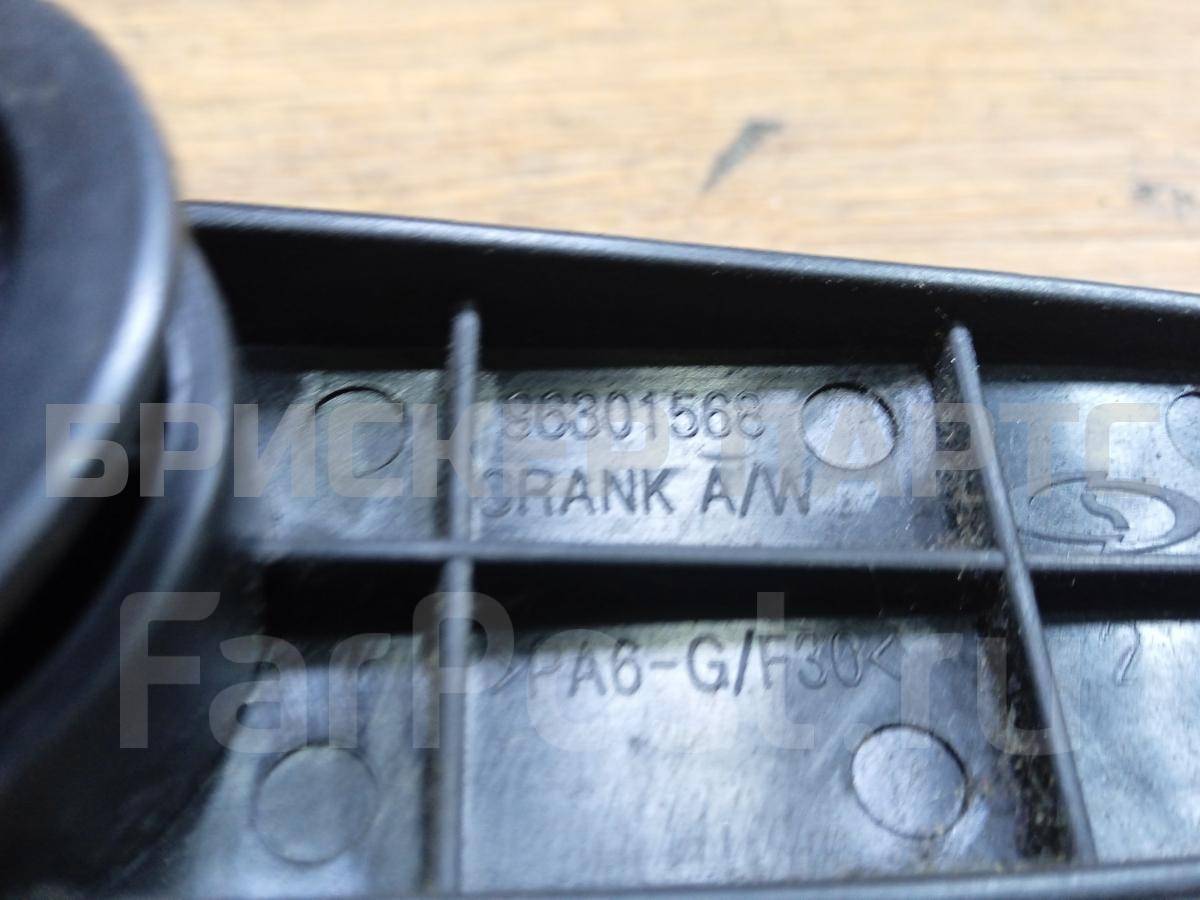 96301568
CRANK A/W
БРИСКЕР ПАРТС
>PA6-G/F30<
FarPost.ru